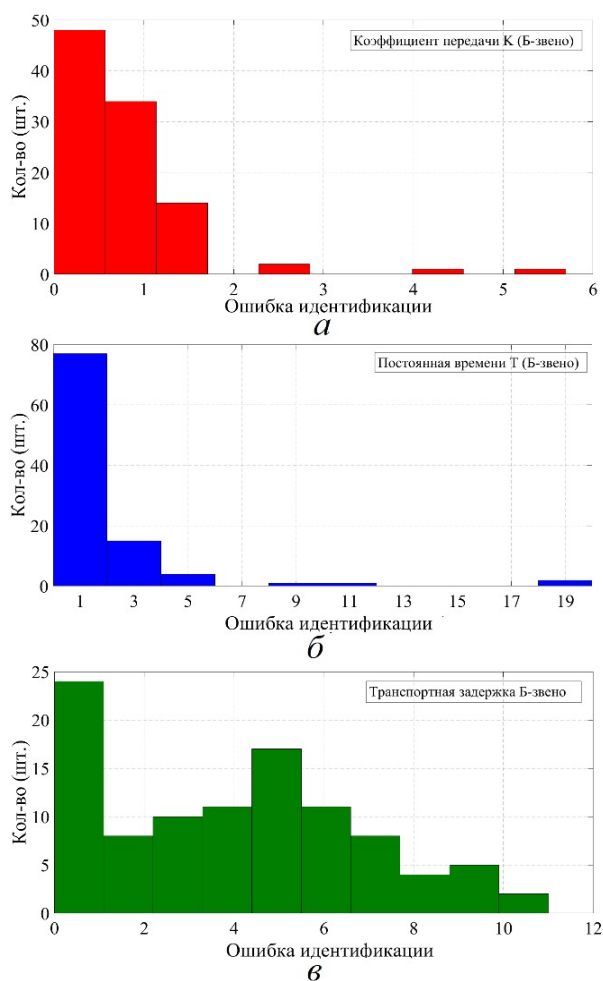 50
40
30
20
10
0
Кол-во (шт.)
Коэффициент передачи К (Б-звено)
0 1 2 3 4 5 6
Ошибка идентификации
а
80
60
40
20
0
Кол-во (шт.)
Постоянная времени Т (Б-звено)
1 3 5 7 9 11 13 15 17 19
Ошибка идентификации
б
25
20
15
10
5
0
Кол-во (шт.)
Транспортная задержка Б-звено
0 2 4 6 8 10 12
Ошибка идентификации
в